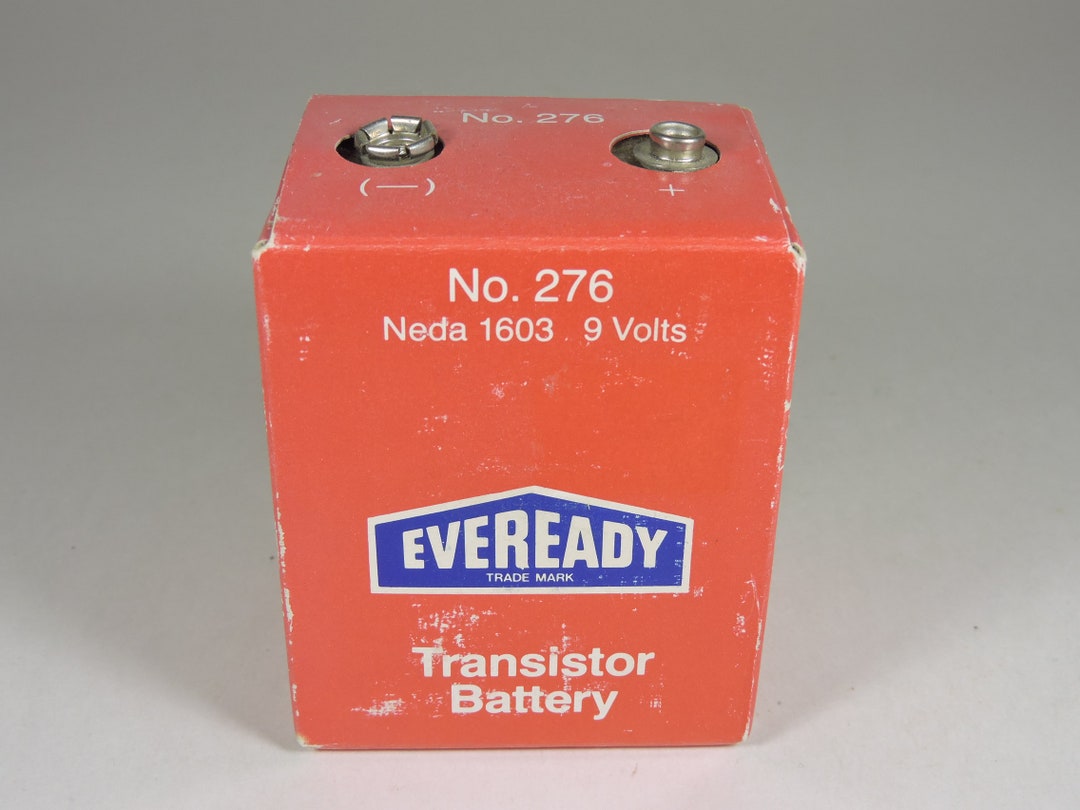 No. 276
(—) +
No. 276
Neda 1603 9 Volts
EVEREADY
TRADE MARK
Transistor
Battery